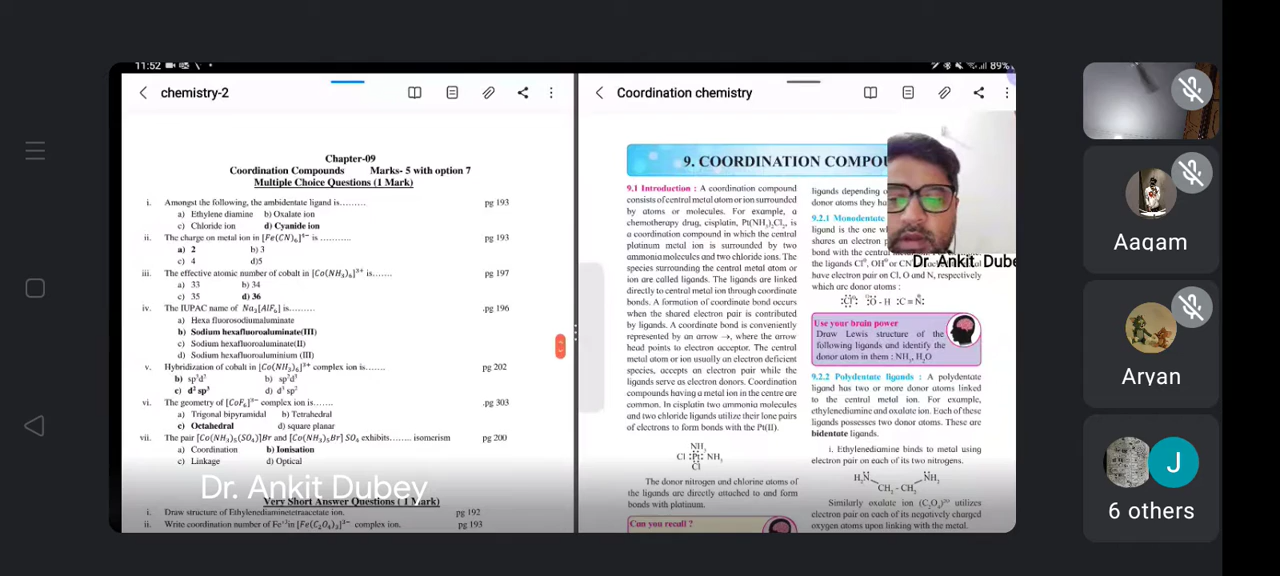 11:52
89%
chemistry-2
Chapter-09
Coordination Compounds Marks- 5 with option 7
Multiple Choice Questions (1 Mark)
i. Amongst the following, the ambidentate ligand is......... pg 193
a) Ethylene diamine b) Oxalate ion
c) Chloride ion d) Cyanide ion
ii. The charge on metal ion in [Fe(CN)₆]⁴⁻ is ........... pg 193
a) 2 b) 3
c) 4 d)5
iii. The effective atomic number of cobalt in [Co(NH₃)₆]³⁺ is...... pg 197
a) 33 b) 34
c) 35 d) 36
iv. The IUPAC name of Na₃[AlF₆] is......... pg 196
a) Hexa fluorosodiumaluminate
b) Sodium hexafluoroaluminate(III)
c) Sodium hexafluoroaluminate(II)
d) Sodium hexafluoroaluminium (III)
v. Hybridization of cobalt in [Co(NH₃)₆]³⁺ complex ion is....... pg 202
b) sp³d² b) sp³d³
c) d²sp³ d) d³sp²
vi. The geometry of [CoF₆]³⁻ complex ion is....... pg 303
a) Trigonal bipyramidal b) Tetrahedral
c) Octahedral d) square planar
vii. The pair [Co(NH₃)₅(SO₄)]Br and [Co(NH₃)₅Br] SO₄ exhibits....... isomerism pg 200
a) Coordination b) Ionisation
c) Linkage d) Optical
Dr. Ankit Dubey
Very Short Answer Questions ( 1 Mark)
i. Draw structure of Ethylenediaminetetraacetate ion. pg 192
ii. Write coordination number of Fe⁺³in [Fe(C₂O₄)₃]³⁻ complex ion. pg 193
Coordination chemistry
9. COORDINATION COMPOU
9.1 Introduction : A coordination compound
consists of central metal atom or ion surrounded
by atoms or molecules. For example, a
chemotherapy drug, cisplatin, Pt(NH₃)₂Cl₂, is
a coordination compound in which the central
platinum metal ion is surrounded by two
ammonia molecules and two chloride ions. The
species surrounding the central metal atom or
ion are called ligands. The ligands are linked
directly to central metal ion through coordinate
bonds. A formation of coordinate bond occurs
when the shared electron pair is contributed
by ligands. A coordinate bond is conveniently
represented by an arrow →, where the arrow
head points to electron acceptor. The central
metal atom or ion usually an electron deficient
species, accepts an electron pair while the
ligands serve as electron donors. Coordination
compounds having a metal ion in the centre are
common. In cisplatin two ammonia molecules
and two chloride ligands utilize their lone pairs
of electrons to form bonds with the Pt(II).
NH₃
Cl :Pt: NH₃
Cl
The donor nitrogen and chlorine atoms of
the ligands are directly attached to and form
bonds with platinum.
Can you recall ?
ligands depending o
donor atoms they ha
9.2.1 Monodentate
ligand is the one w
shares an electron p
bond with the central
the ligands Cl⊖, OH⊖ or CN
have electron pair on Cl, O and N, respectively
which are donor atoms :
:Cl: :O - H :C ≡ N:
Use your brain power
Draw Lewis structure of the
following ligands and identify the
donor atom in them : NH₃, H₂O
9.2.2 Polydentate ligands : A polydentate
ligand has two or more donor atoms linked
to the central metal ion. For example,
ethylenediamine and oxalate ion. Each of these
ligands possesses two donor atoms. These are
bidentate ligands.
i. Ethylenediamine binds to metal using
electron pair on each of its two nitrogens.
H₂N NH₂
CH₂ - CH₂
Similarly oxalate ion (C₂O₄)²⊖ utilizes
electron pair on each of its negatively charged
oxygen atoms upon linking with the metal.
Dr. Ankit Dube
Aaqam
Aryan
J
6 others